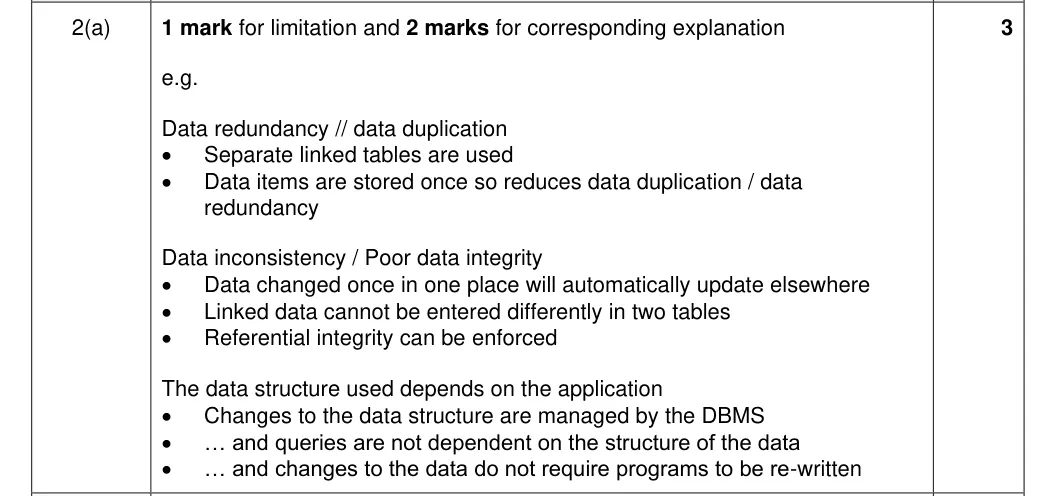 2(a) 1 mark for limitation and 2 marks for corresponding explanation 3
e.g.
Data redundancy // data duplication
• Separate linked tables are used
• Data items are stored once so reduces data duplication / data
redundancy
Data inconsistency / Poor data integrity
• Data changed once in one place will automatically update elsewhere
• Linked data cannot be entered differently in two tables
• Referential integrity can be enforced
The data structure used depends on the application
• Changes to the data structure are managed by the DBMS
• … and queries are not dependent on the structure of the data
• … and changes to the data do not require programs to be re-written